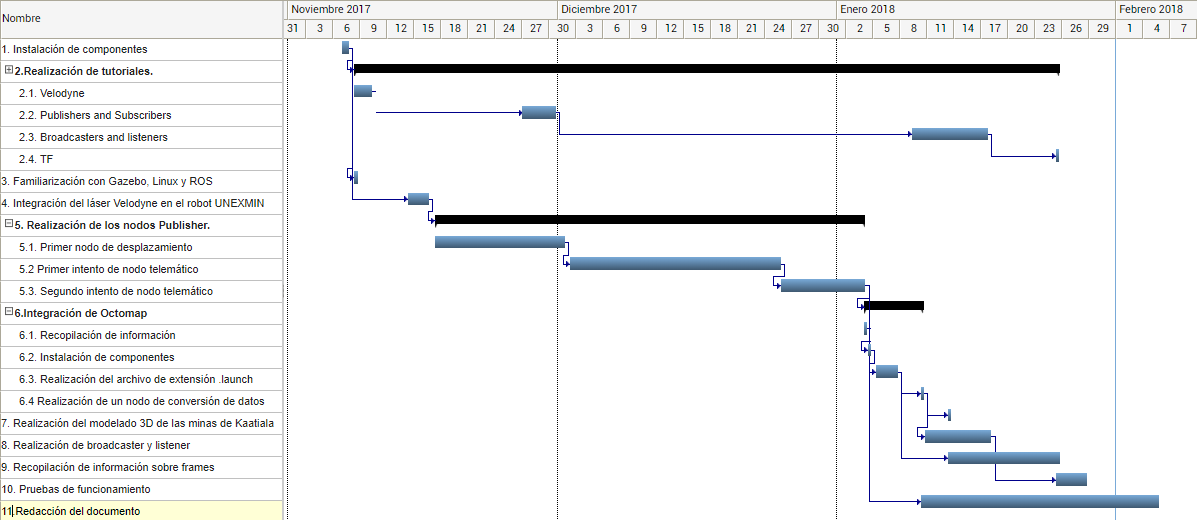 Nombre
Noviembre 2017 Diciembre 2017 Enero 2018 Febrero 2018
31 3 6 9 12 15 18 21 24 27 30 3 6 9 12 15 18 21 24 27 30 2 5 8 11 14 17 20 23 26 29 1 4 7
1. Instalación de componentes
2.Realización de tutoriales.
2.1. Velodyne
2.2. Publishers and Subscribers
2.3. Broadcasters and listeners
2.4. TF
3. Familiarización con Gazebo, Linux y ROS
4. Integración del láser Velodyne en el robot UNEXMIN
5. Realización de los nodos Publisher.
5.1. Primer nodo de desplazamiento
5.2 Primer intento de nodo telemático
5.3. Segundo intento de nodo telemático
6.Integración de Octomap
6.1. Recopilación de información
6.2. Instalación de componentes
6.3. Realización del archivo de extensión .launch
6.4 Realización de un nodo de conversión de datos
7. Realización del modelado 3D de las minas de Kaatiala
8. Realización de broadcaster y listener
9. Recopilación de información sobre frames
10. Pruebas de funcionamiento
11.Redacción del documento